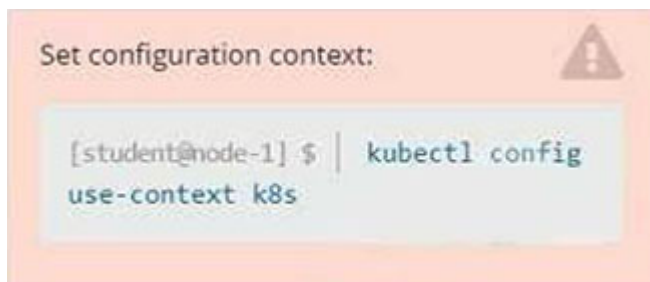 Set configuration context:
[student@node-1] $ | kubectl config
use-context k8s